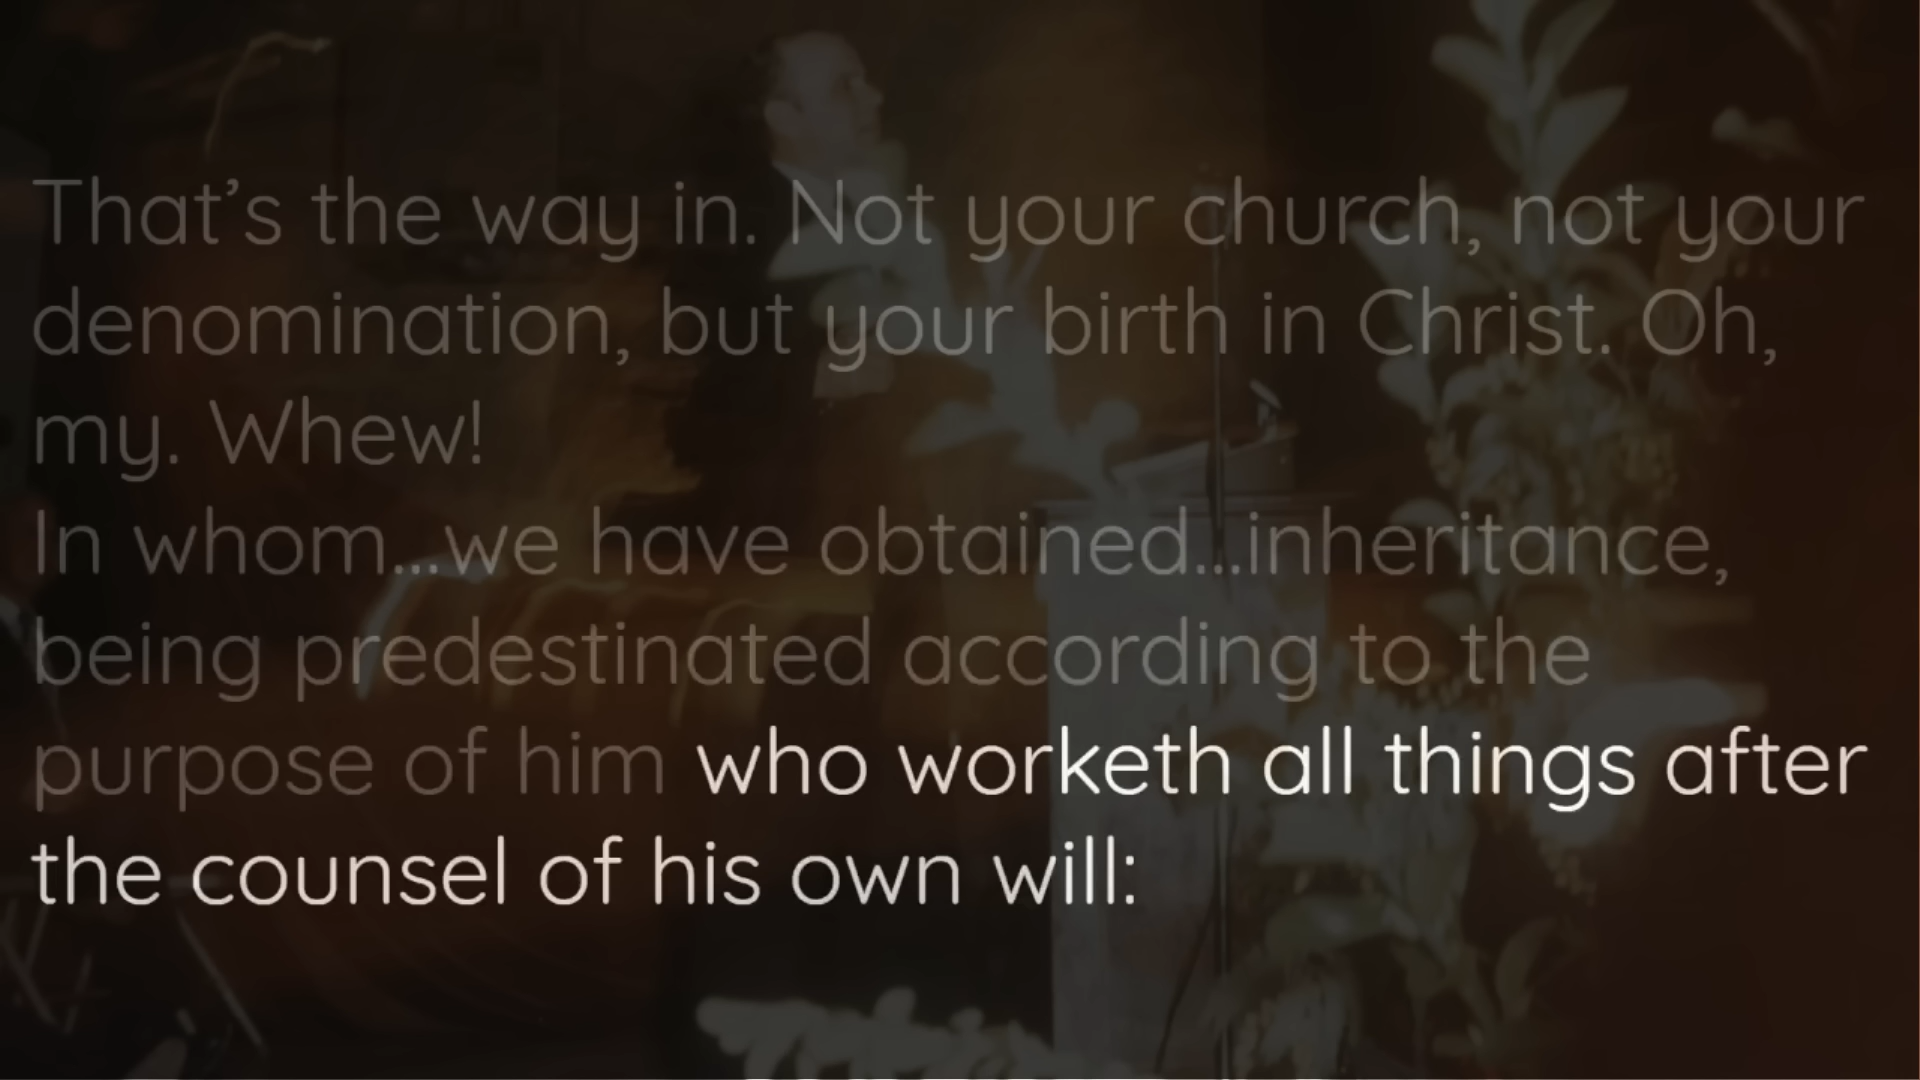 That’s the way in. Not your church, not your
denomination, but your birth in Christ. Oh,
my. Whew!
In whom...we have obtained...inheritance,
being predestinated according to the
purpose of him who worketh all things after
the counsel of his own will: